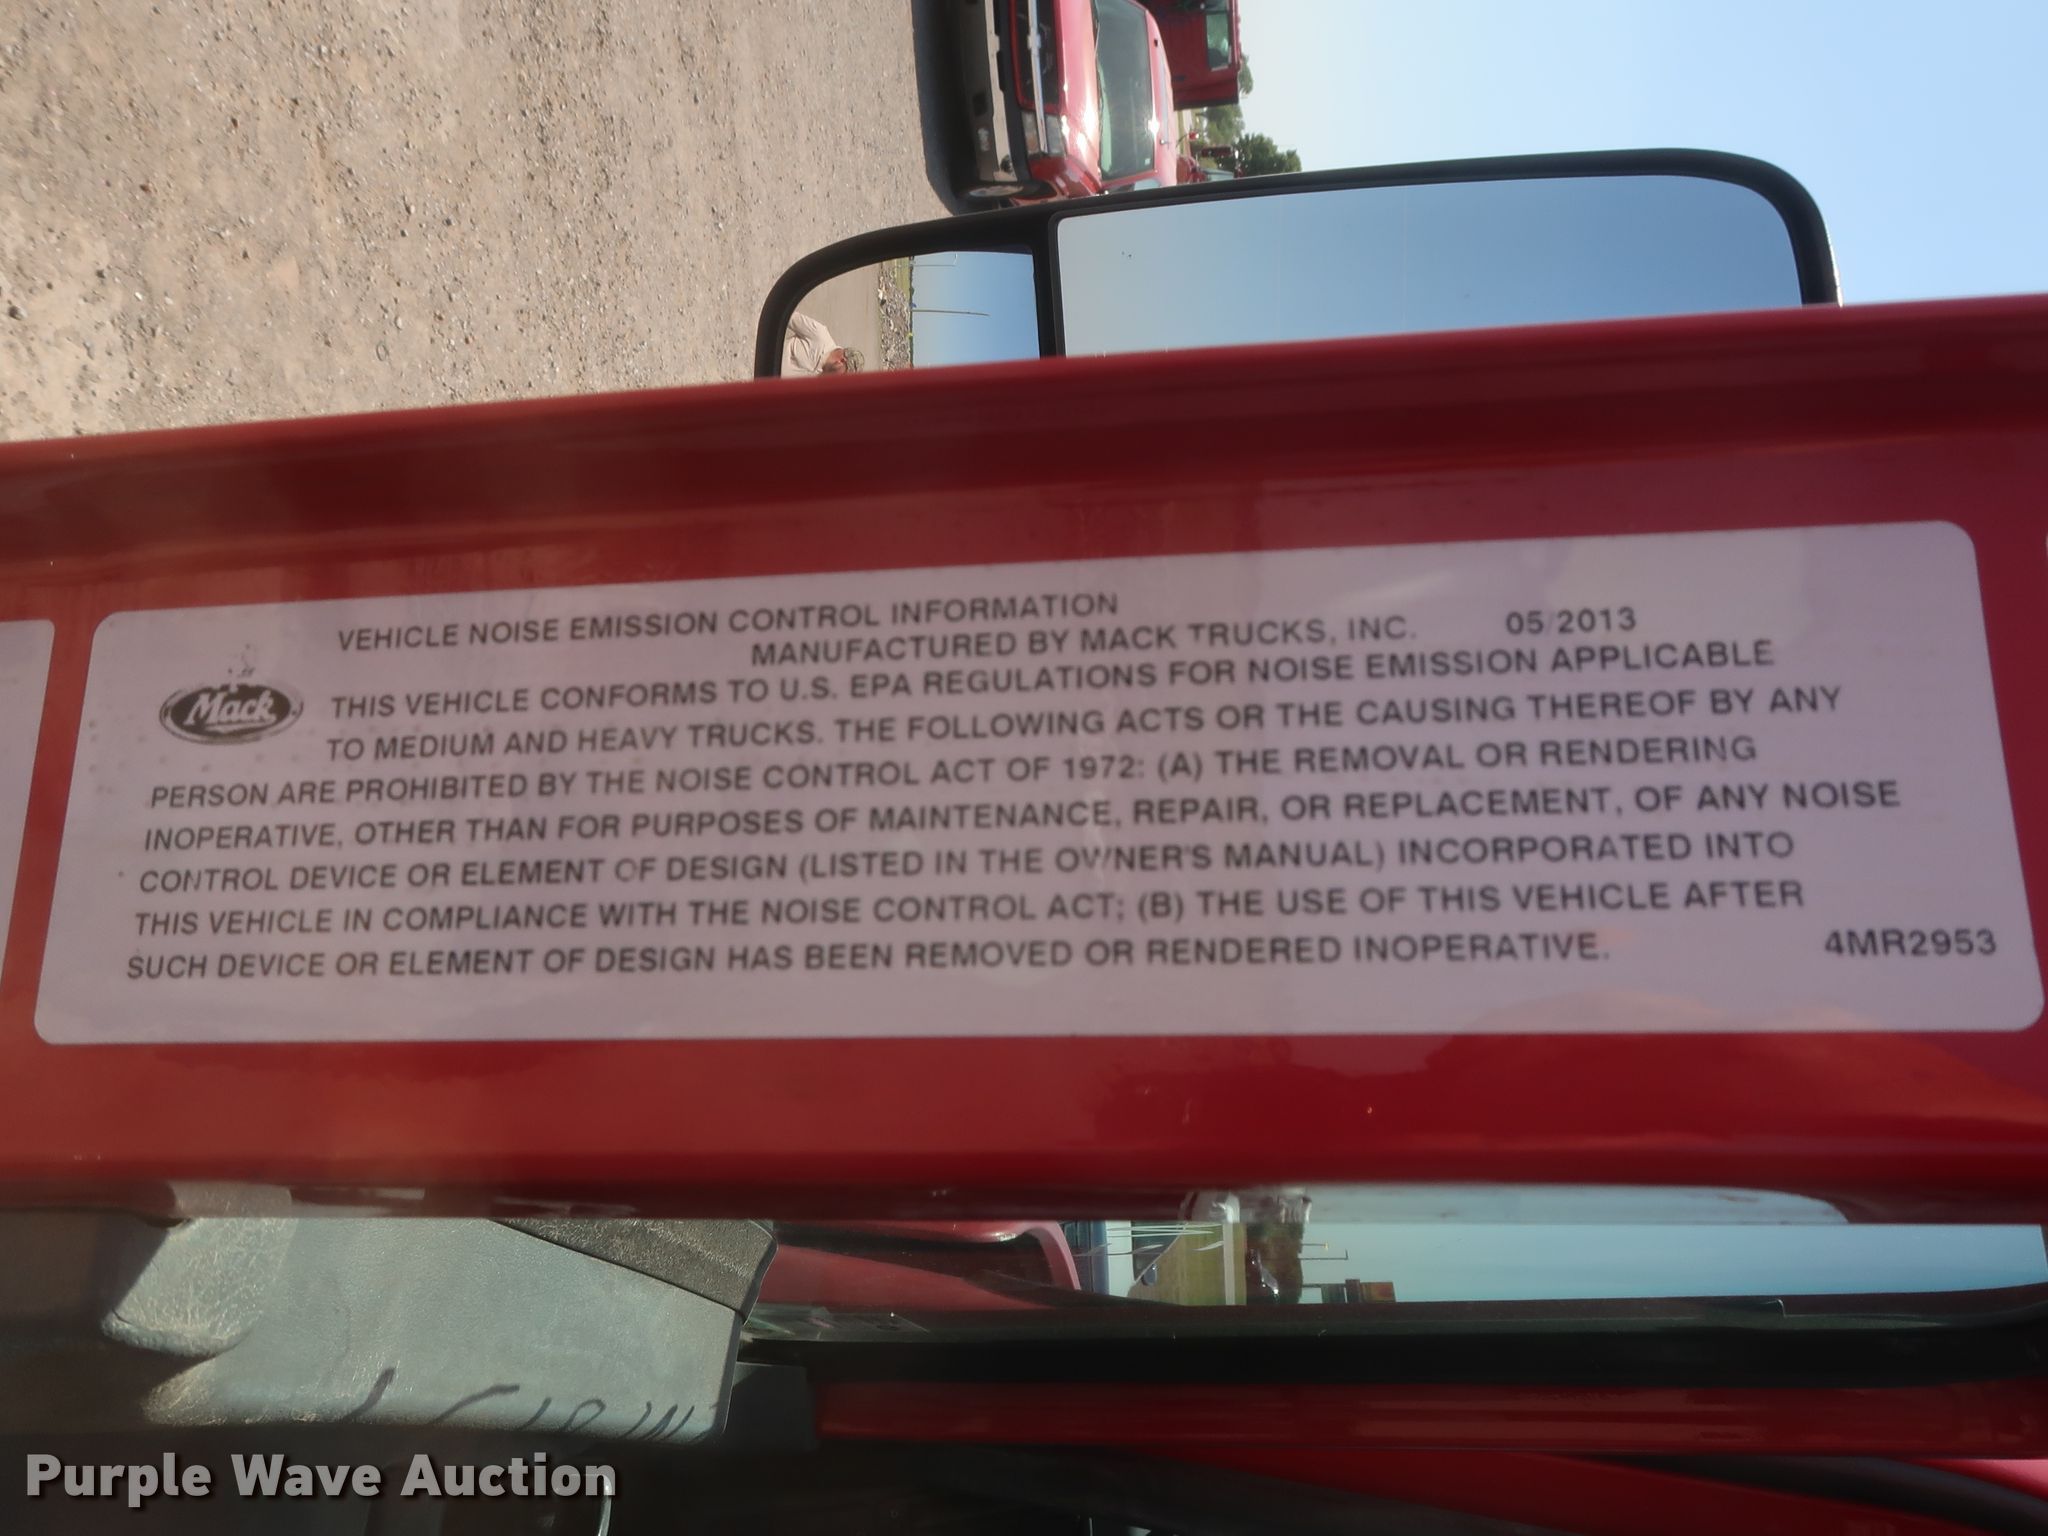 VEHICLE NOISE EMISSION CONTROL INFORMATION
MANUFACTURED BY MACK TRUCKS, INC. 05/2013
Mack
THIS VEHICLE CONFORMS TO U.S. EPA REGULATIONS FOR NOISE EMISSION APPLICABLE
TO MEDIUM AND HEAVY TRUCKS. THE FOLLOWING ACTS OR THE CAUSING THEREOF BY ANY
PERSON ARE PROHIBITED BY THE NOISE CONTROL ACT OF 1972: (A) THE REMOVAL OR RENDERING
INOPERATIVE, OTHER THAN FOR PURPOSES OF MAINTENANCE, REPAIR, OR REPLACEMENT, OF ANY NOISE
CONTROL DEVICE OR ELEMENT OF DESIGN (LISTED IN THE OWNER'S MANUAL) INCORPORATED INTO
THIS VEHICLE IN COMPLIANCE WITH THE NOISE CONTROL ACT; (B) THE USE OF THIS VEHICLE AFTER
SUCH DEVICE OR ELEMENT OF DESIGN HAS BEEN REMOVED OR RENDERED INOPERATIVE. 4MR2953
Purple Wave Auction